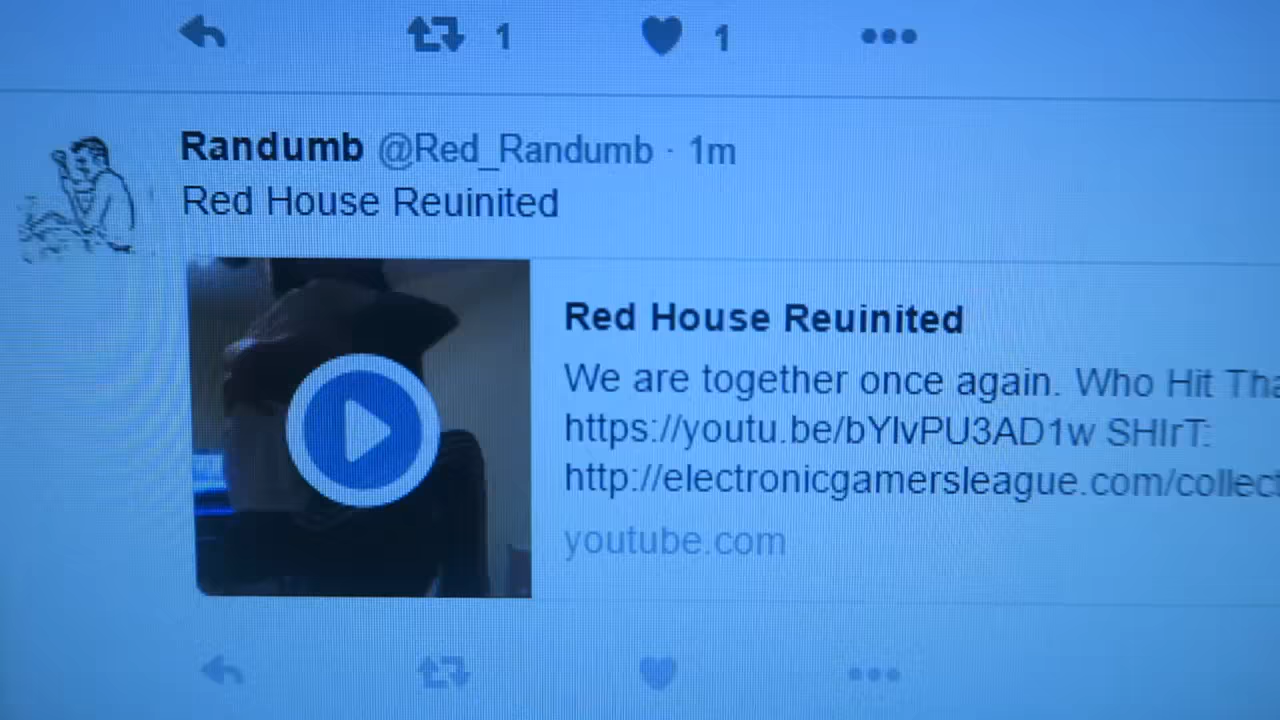 1 1
Randumb @Red_Randumb · 1m
Red House Reuinited
Red House Reuinited
We are together once again. Who Hit Tha
https://youtu.be/bYlvPU3AD1w SHIrT:
http://electronicgamersleague.com/collect
youtube.com